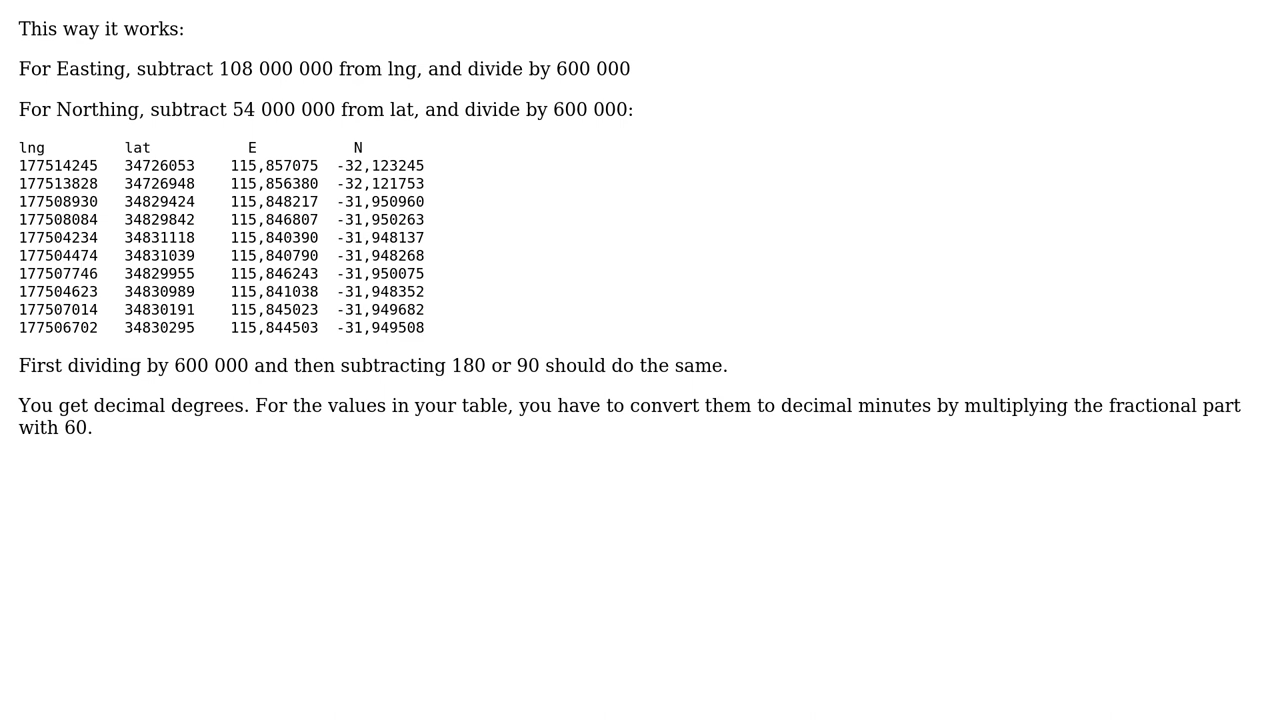 This way it works:
For Easting, subtract 108 000 000 from lng, and divide by 600 000
For Northing, subtract 54 000 000 from lat, and divide by 600 000:
lng         lat           E           N
177514245   34726053    115,857075  -32,123245
177513828   34726948    115,856380  -32,121753
177508930   34829424    115,848217  -31,950960
177508084   34829842    115,846807  -31,950263
177504234   34831118    115,840390  -31,948137
177504474   34831039    115,840790  -31,948268
177507746   34829955    115,846243  -31,950075
177504623   34830989    115,841038  -31,948352
177507014   34830191    115,845023  -31,949682
177506702   34830295    115,844503  -31,949508
First dividing by 600 000 and then subtracting 180 or 90 should do the same.
You get decimal degrees. For the values in your table, you have to convert them to decimal minutes by multiplying the fractional part
with 60.